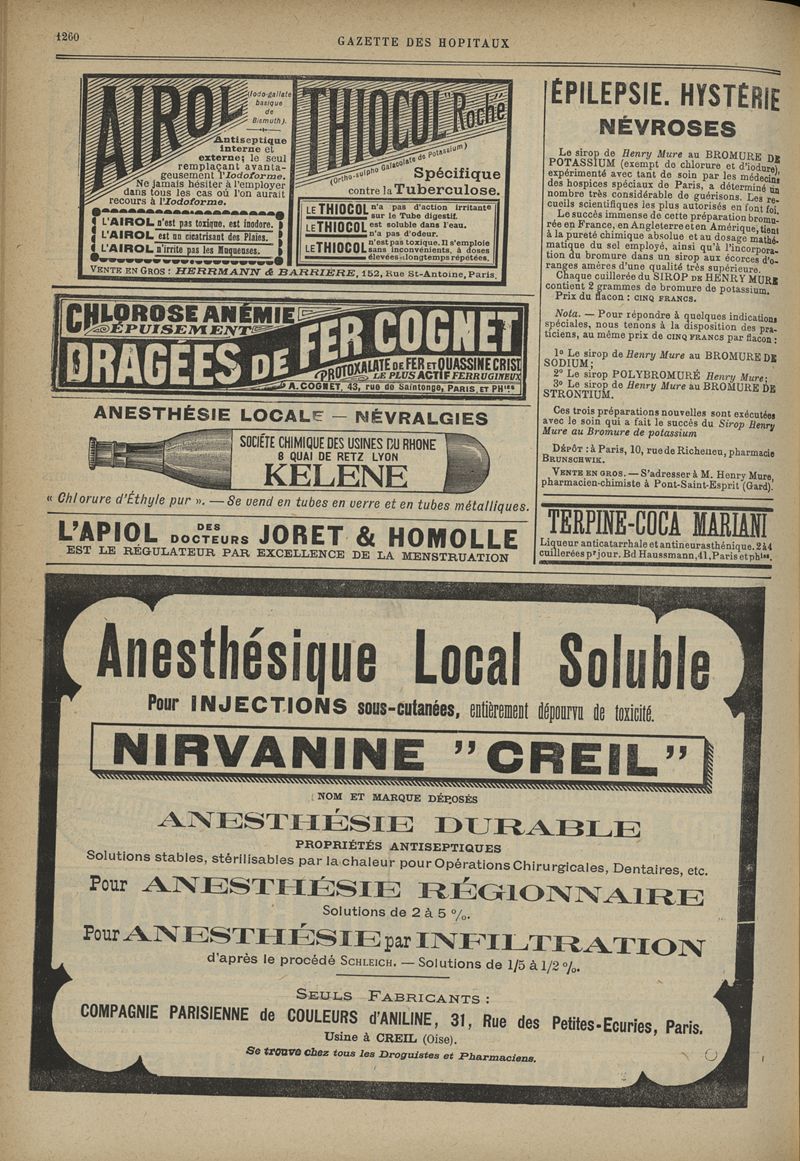 1260
GAZETTE DES HOPITAUX
AIROL
(Iodo-gallate
basique
de
Bismuth).
Antiseptique
interne et
externe; le seul
remplaçant avanta-
geusement l'Iodoforme.
Ne jamais hésiter à l'employer
dans tous les cas où l'on aurait
recours à l'Iodoforme.
L'AIROL n'est pas toxique, est inodore.
L'AIROL est un cicatrisant des Plaies.
L'AIROL n'irrite pas les Muqueuses.
THIOCOL "Roche"
(Ortho-sulpho Gaïacolate de Potassium)
Spécifique
contre la Tuberculose.
LE THIOCOL n'a pas d'action irritante
sur le Tube digestif.
LE THIOCOL est soluble dans l'eau.
n'a pas d'odeur.
LE THIOCOL n'est pas toxique. Il s'emploie
sans inconvénients, à doses
élevées et longtemps répétées.
VENTE EN GROS : HERRMANN & BARRIÈRE, 152, Rue St-Antoine, Paris.
CHLOROSE ANÉMIE
ÉPUISEMENT
DRAGÉES DE FER COGNET
PROTOXALATE DE FER ET QUASSINE CRIST
LE PLUS ACTIF FERRUGINEUX
A. COGNET, 43, rue de Saintonge, PARIS, ET PHies
ANESTHÉSIE LOCALE — NÉVRALGIES
SOCIÉTÉ CHIMIQUE DES USINES DU RHONE
8 QUAI DE RETZ LYON
KELENE
« Chlorure d'Éthyle pur ». — Se vend en tubes en verre et en tubes métalliques.
L'APIOL DES DOCTEURS JORET & HOMOLLE
EST LE RÉGULATEUR PAR EXCELLENCE DE LA MENSTRUATION
ÉPILEPSIE. HYSTÉRIE
NÉVROSES
Le sirop de Henry Mure au BROMURE DE
POTASSIUM (exempt de chlorure et d'iodure),
expérimenté avec tant de soin par les médecins
des hospices spéciaux de Paris, a déterminé un
nombre très considérable de guérisons. Les re-
cueils scientifiques les plus autorisés en font foi.
Le succès immense de cette préparation bromu-
rée en France, en Angleterre et en Amérique, tient
à la pureté chimique absolue et au dosage mathé-
matique du sel employé, ainsi qu'à l'incorpora-
tion du bromure dans un sirop aux écorces d'o-
ranges amères d'une qualité très supérieure.
Chaque cuillerée du SIROP DE HENRY MURE
contient 2 grammes de bromure de potassium.
Prix du flacon : CINQ FRANCS.
Nota. — Pour répondre à quelques indications
spéciales, nous tenons à la disposition des pra-
ticiens, au même prix de CINQ FRANCS par flacon :
1º Le sirop de Henry Mure au BROMURE DE
SODIUM;
2º Le sirop POLYBROMURÉ Henry Mure;
3º Le sirop de Henry Mure au BROMURE DE
STRONTIUM.
Ces trois préparations nouvelles sont exécutées
avec le soin qui a fait le succès du Sirop Henry
Mure au Bromure de potassium
DÉPÔT : à Paris, 10, rue de Richelieu, pharmacie
BRUNSCHWIK.
VENTE EN GROS. — S'adresser à M. Henry Mure,
pharmacien-chimiste à Pont-Saint-Esprit (Gard).
TERPINE-COCA MARIANI
Liqueur anticatarrhale et antineurasthénique. 2 à 4
cuillerées pr jour. Bd Haussmann, 41, Paris et phies.
Anesthésique Local Soluble
Pour INJECTIONS sous-cutanées, entièrement dépourvu de toxicité.
NIRVANINE "CREIL"
NOM ET MARQUE DÉPOSÉS
ANESTHÉSIE DURABLE
PROPRIÉTÉS ANTISEPTIQUES
Solutions stables, stérilisables par la chaleur pour Opérations Chirurgicales, Dentaires, etc.
Pour ANESTHÉSIE RÉGIONNAIRE
Solutions de 2 à 5 %.
Pour ANESTHÉSIE par INFILTRATION
d'après le procédé SCHLEICH. — Solutions de 1/5 à 1/2 %.
SEULS FABRICANTS :
COMPAGNIE PARISIENNE de COULEURS d'ANILINE, 31, Rue des Petites-Ecuries, Paris.
Usine à CREIL (Oise).
Se trouve chez tous les Droguistes et Pharmaciens.